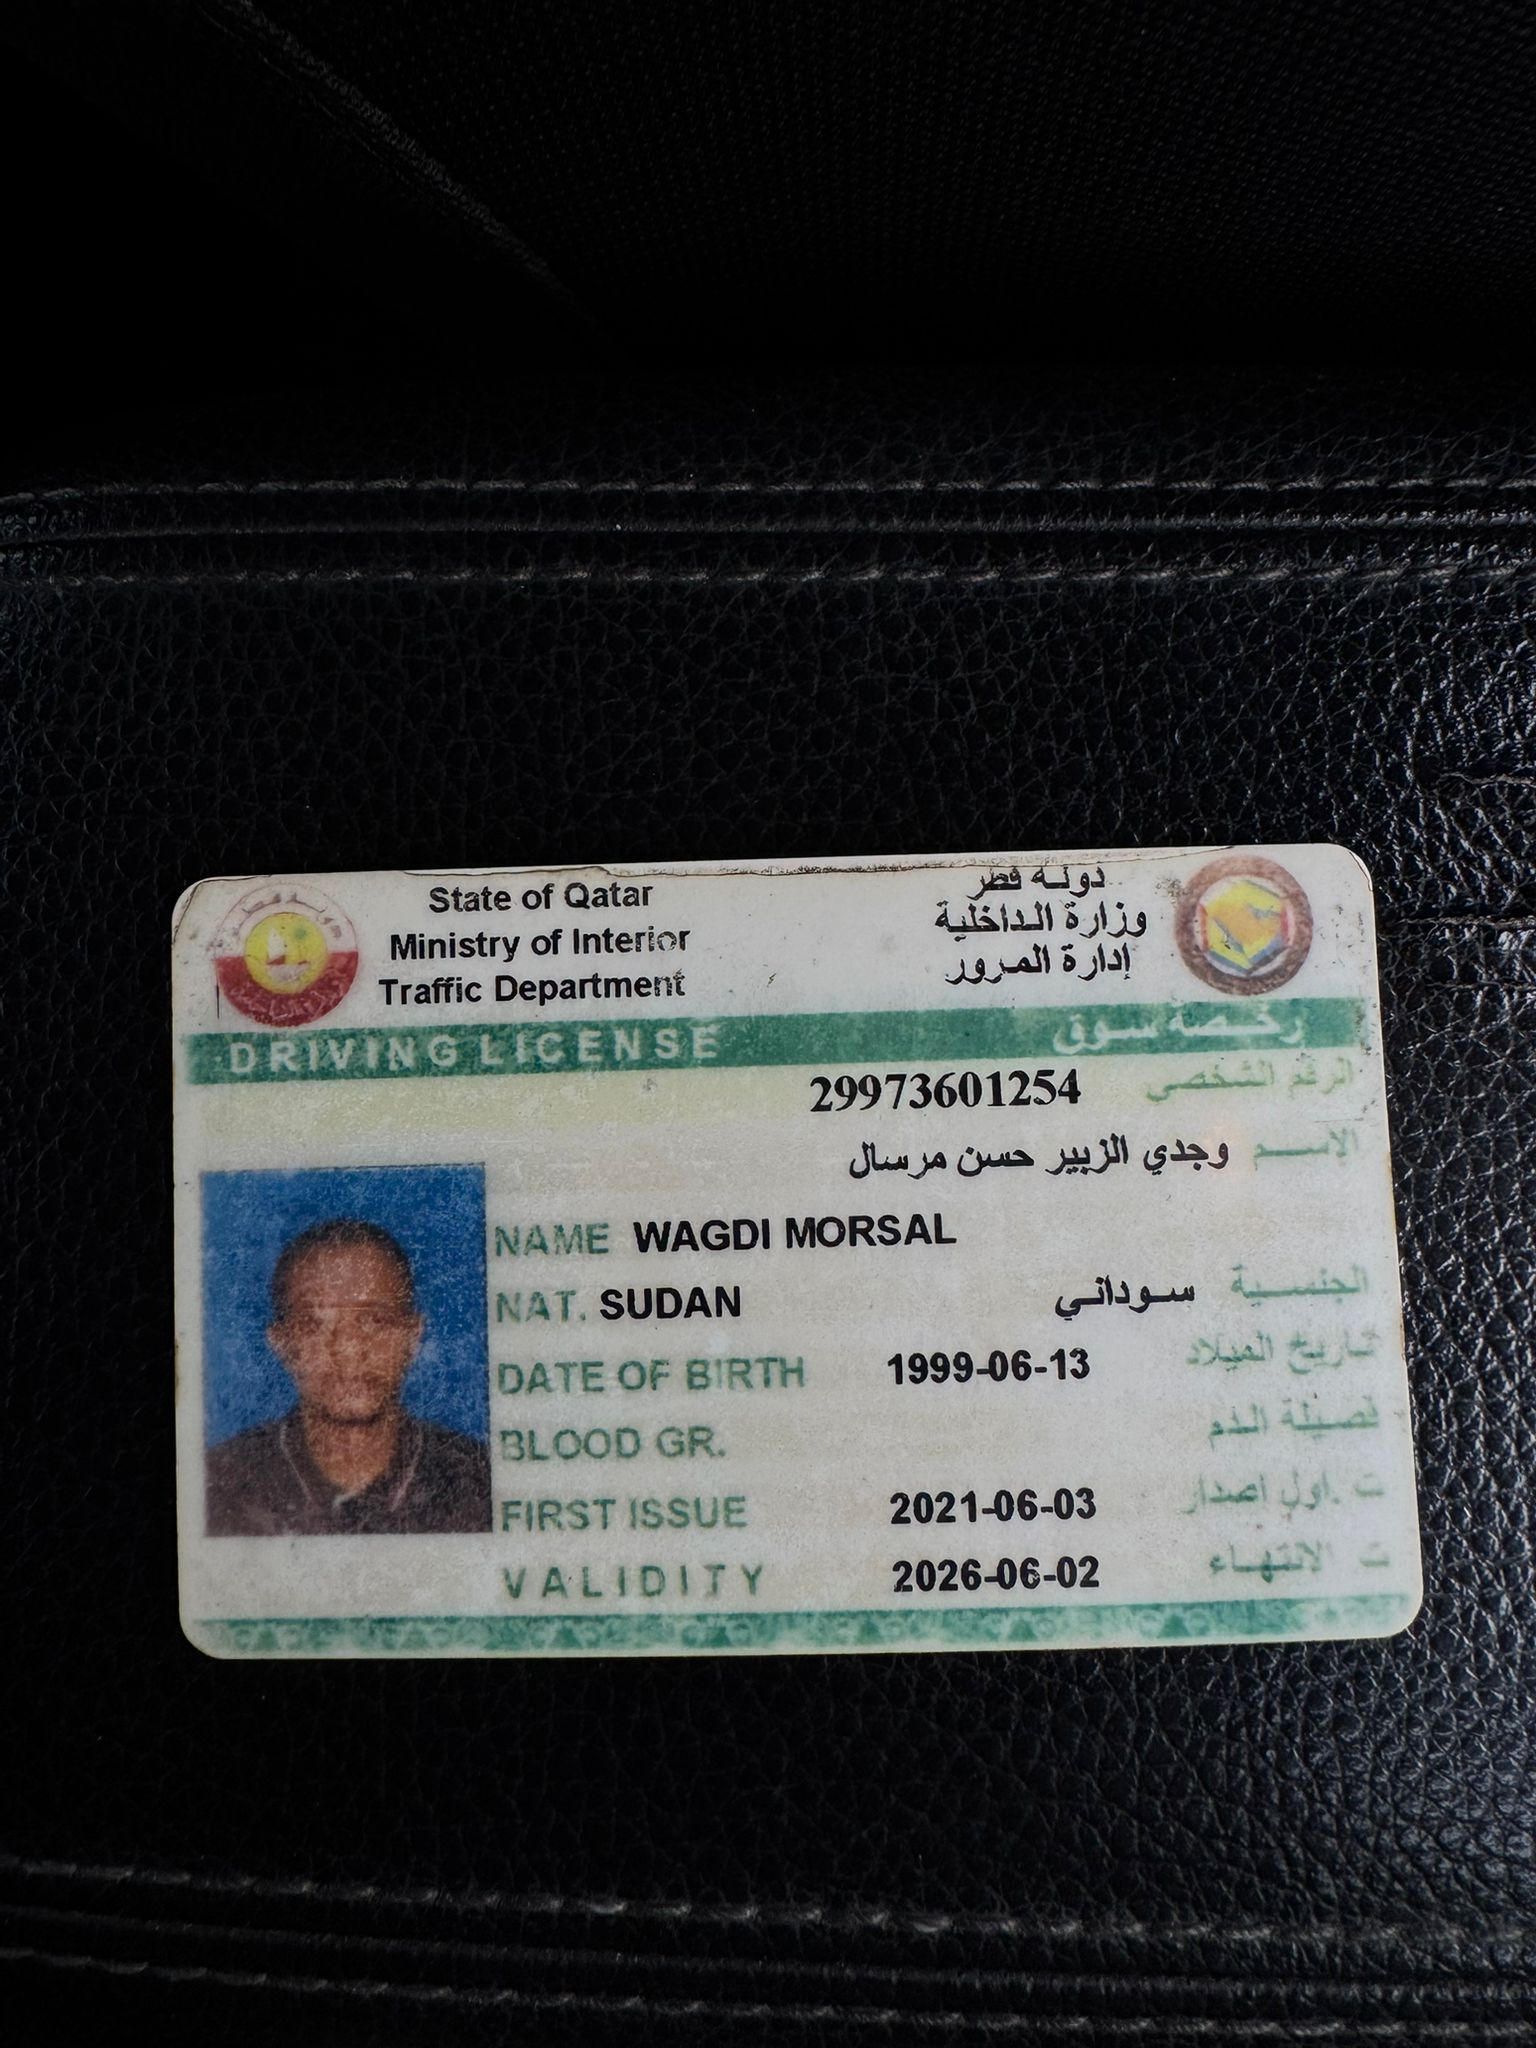 State of Qatar
دولة قطر
Ministry of Interior
وزارة الداخلية
Traffic Department
إدارة المرور
DRIVING LICENSE
رخصة سوق
29973601254 الرقم الشخصي
الاسم وجدي الزبير حسن مرسال
NAME WAGDI MORSAL
NAT. SUDAN
الجنسية سوداني
DATE OF BIRTH 1999-06-13 تاريخ الميلاد
BLOOD GR. فصيلة الدم
FIRST ISSUE 2021-06-03 ت .اول اصدار
VALIDITY 2026-06-02 ت الانتهاء